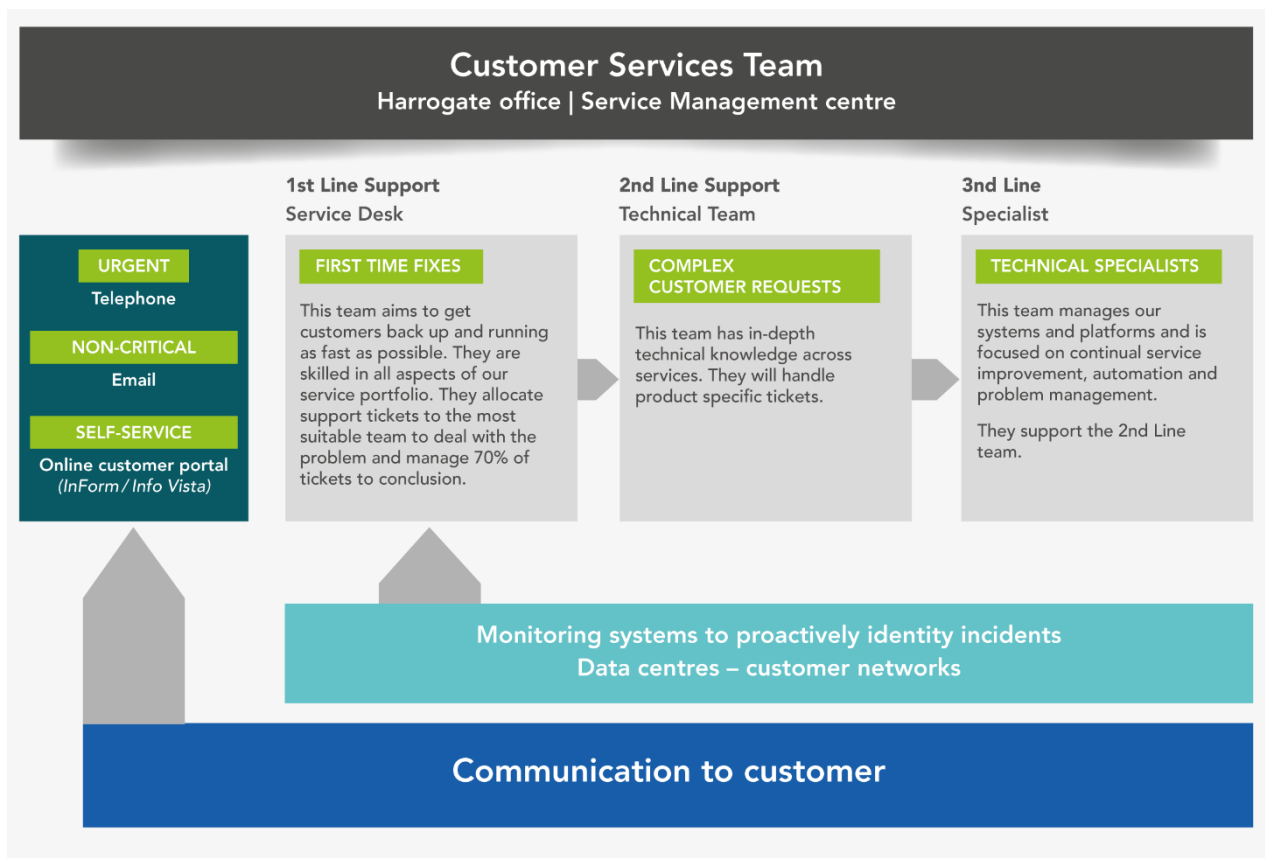 Customer Services Team
Harrogate office | Service Management centre
URGENT
Telephone
NON-CRITICAL
Email
SELF-SERVICE
Online customer portal
(InForm / Info Vista)
1st Line Support
Service Desk
FIRST TIME FIXES
This team aims to get
customers back up and running
as fast as possible. They are
skilled in all aspects of our
service portfolio. They allocate
support tickets to the most
suitable team to deal with the
problem and manage 70% of
tickets to conclusion.
2nd Line Support
Technical Team
COMPLEX
CUSTOMER REQUESTS
This team has in-depth
technical knowledge across
services. They will handle
product specific tickets.
3nd Line
Specialist
TECHNICAL SPECIALISTS
This team manages our
systems and platforms and is
focused on continual service
improvement, automation and
problem management.
They support the 2nd Line
team.
Monitoring systems to proactively identity incidents
Data centres – customer networks
Communication to customer